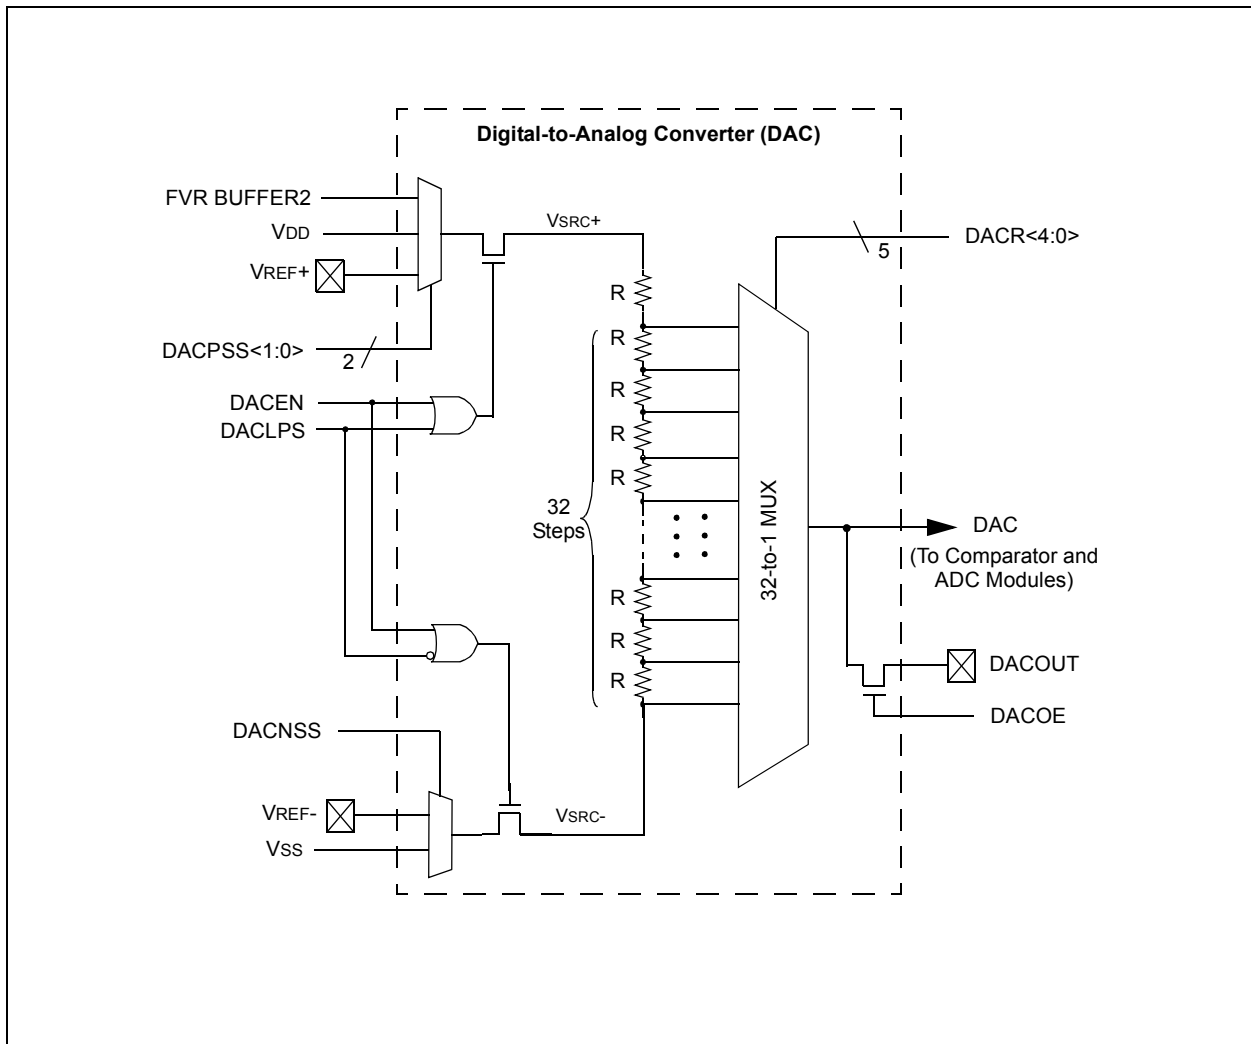 Digital-to-Analog Converter (DAC)
FVR BUFFER2
VDD
VREF+
VSRC+
DACR<4:0>
5
DACPSS<1:0>
2
DACEN
DACLPS
R
R
R
R
R
32
Steps
R
R
R
32-to-1 MUX
DAC
(To Comparator and
ADC Modules)
DACOUT
DACOE
DACNSS
VREF-
VSS
VSRC-